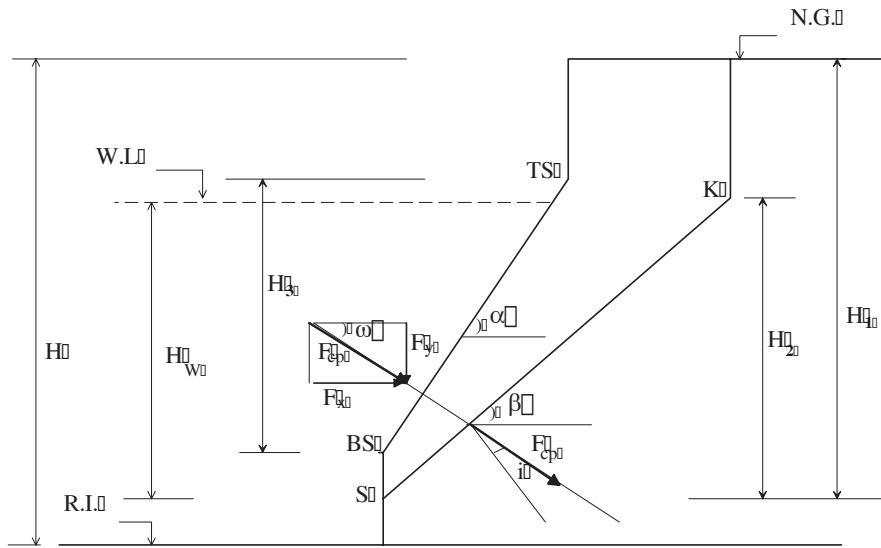 N.G.
W.L
TS
K
H3
α
H1
ω
Fy
H2
H
HW
Fcp
Fx
β
BS
Fcp
i
S
R.I.